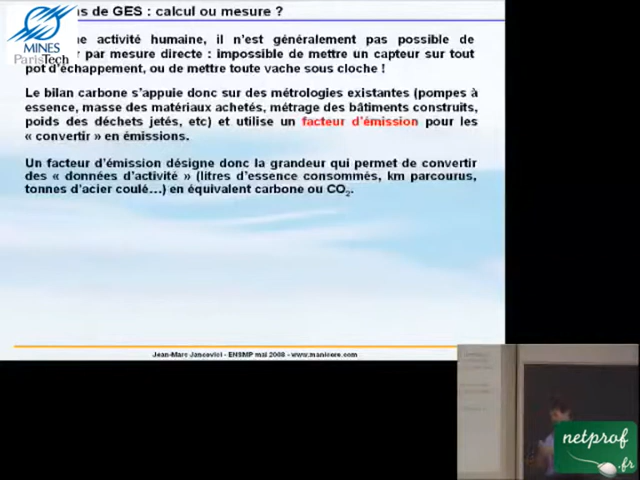 ns de GES : calcul ou mesure ?
MINES
ParisTech
ne activité humaine, il n'est généralement pas possible de
r par mesure directe : impossible de mettre un capteur sur tout
pot d'échappement, ou de mettre toute vache sous cloche !
Le bilan carbone s'appuie donc sur des métrologies existantes (pompes à
essence, masse des matériaux achetés, métrage des bâtiments construits,
poids des déchets jetés, etc) et utilise un facteur d'émission pour les
« convertir » en émissions.
Un facteur d'émission désigne donc la grandeur qui permet de convertir
des « données d'activité » (litres d'essence consommés, km parcourus,
tonnes d'acier coulé...) en équivalent carbone ou CO2.
Jean-Marc Jancovici - ENSMP mai 2008 - www.manicore.com
netprof
.fr